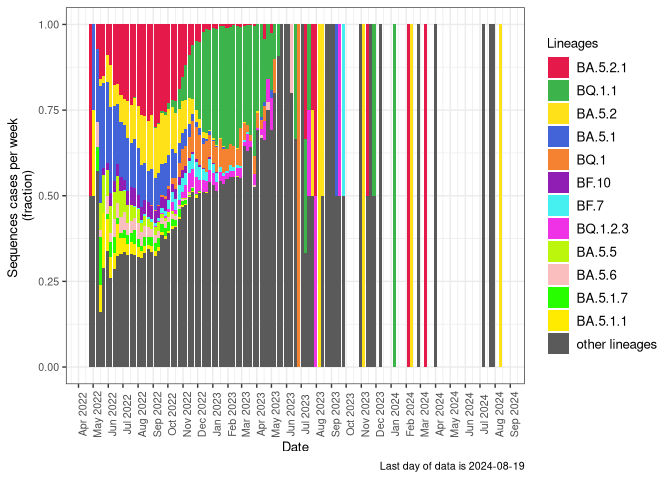 Sequences cases per week
(fraction)
1.00
0.75
0.50
0.25
0.00
Apr 2022
May 2022
Jun 2022
Jul 2022
Aug 2022
Sep 2022
Oct 2022
Nov 2022
Dec 2022
Jan 2023
Feb 2023
Mar 2023
Apr 2023
May 2023
Jun 2023
Jul 2023
Aug 2023
Sep 2023
Oct 2023
Nov 2023
Dec 2023
Jan 2024
Feb 2024
Mar 2024
Apr 2024
May 2024
Jun 2024
Jul 2024
Aug 2024
Sep 2024
Date
Lineages
BA.5.2.1
BQ.1.1
BA.5.2
BA.5.1
BQ.1
BF.10
BF.7
BQ.1.2.3
BA.5.5
BA.5.6
BA.5.1.7
BA.5.1.1
other lineages
Last day of data is 2024-08-19